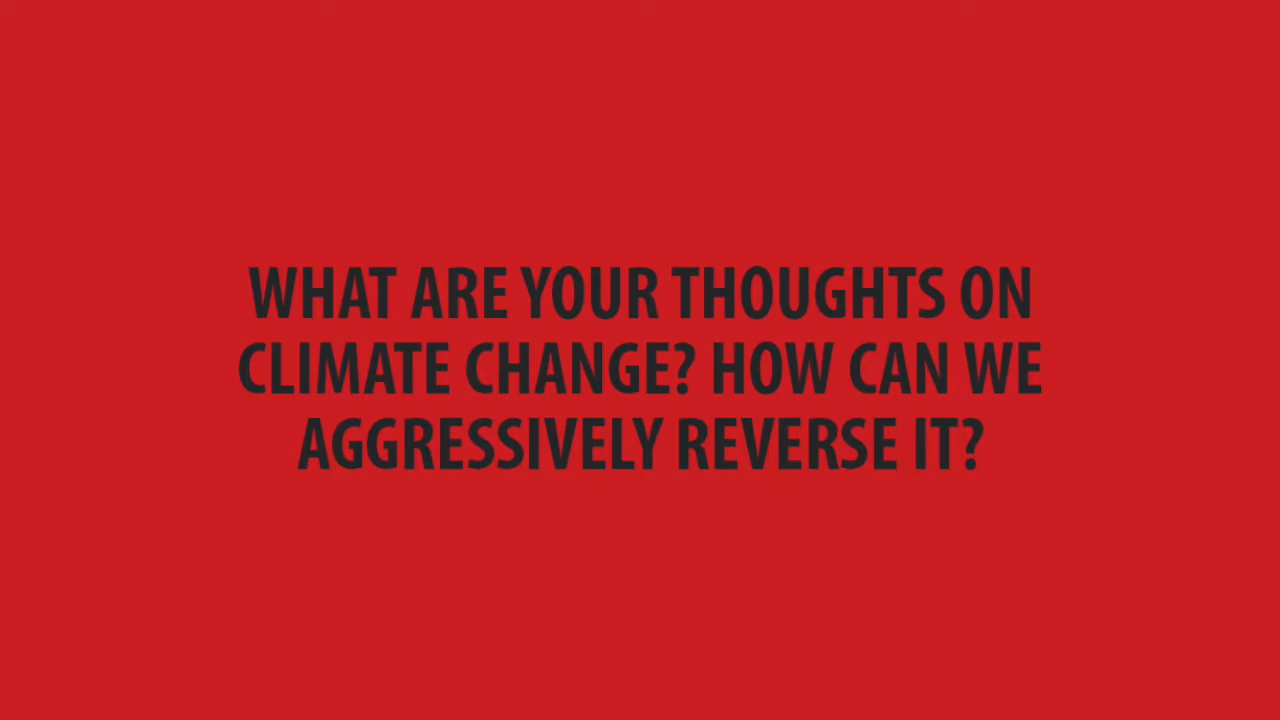 WHAT ARE YOUR THOUGHTS ON
CLIMATE CHANGE? HOW CAN WE
AGGRESSIVELY REVERSE IT?